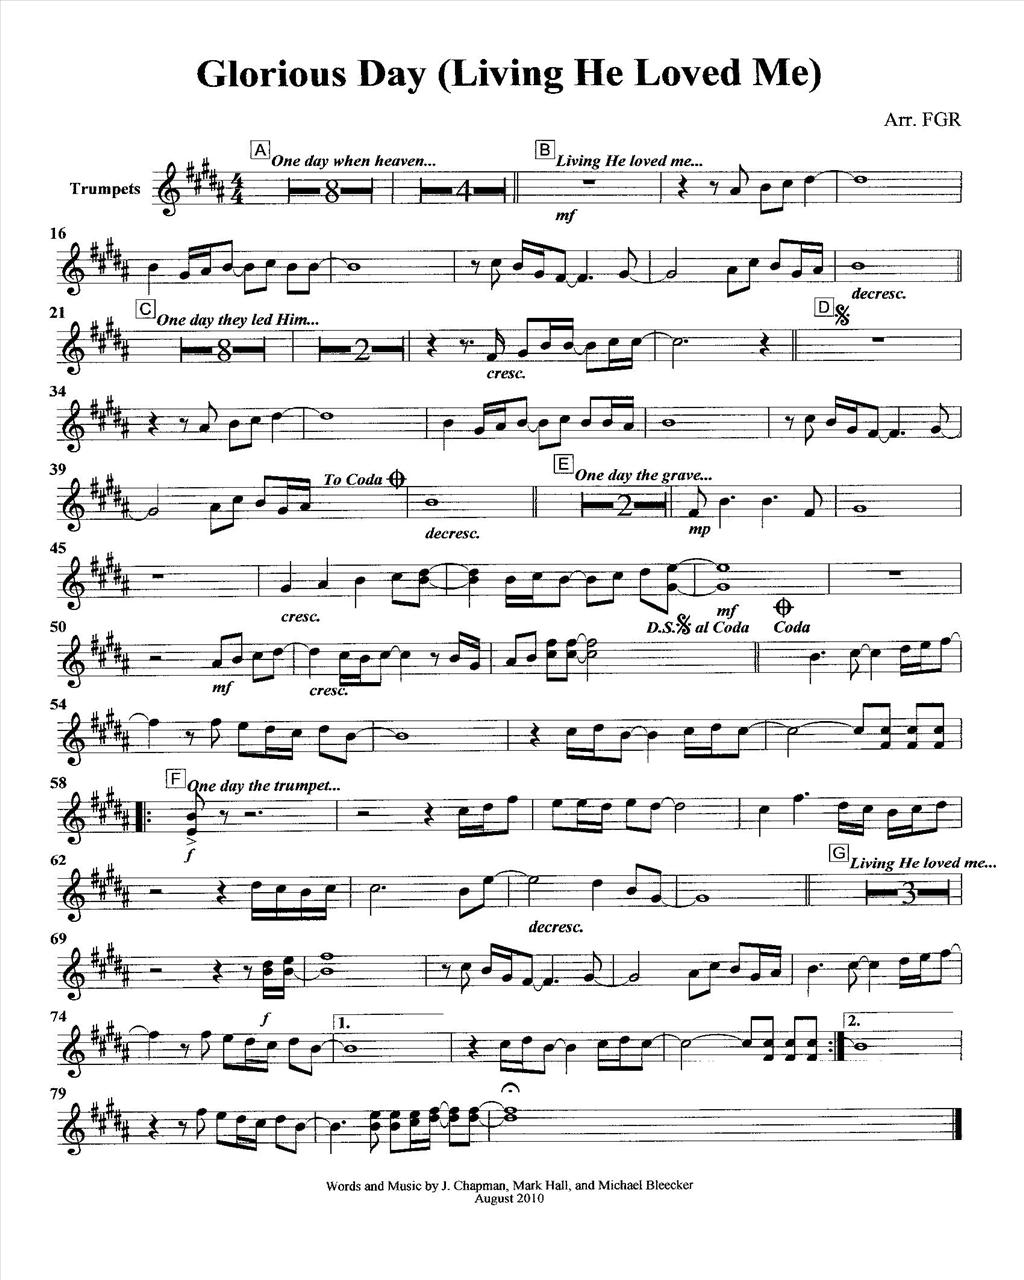 Glorious Day (Living He Loved Me)
Arr. FGR
A One day when heaven... B Living He loved me...
Trumpets 4 4 8 4
mf
16
decresc.
21 C One day they led Him... D
8 2
cresc.
34
39 To Coda E One day the grave...
2
decresc. mp
45
cresc. mf
D.S. al Coda Coda
50
mf cresc.
54
58 F One day the trumpet...
f
62 G Living He loved me...
3
decresc.
69
f
74 1. 2.
79
Words and Music by J. Chapman, Mark Hall, and Michael Bleecker
August 2010